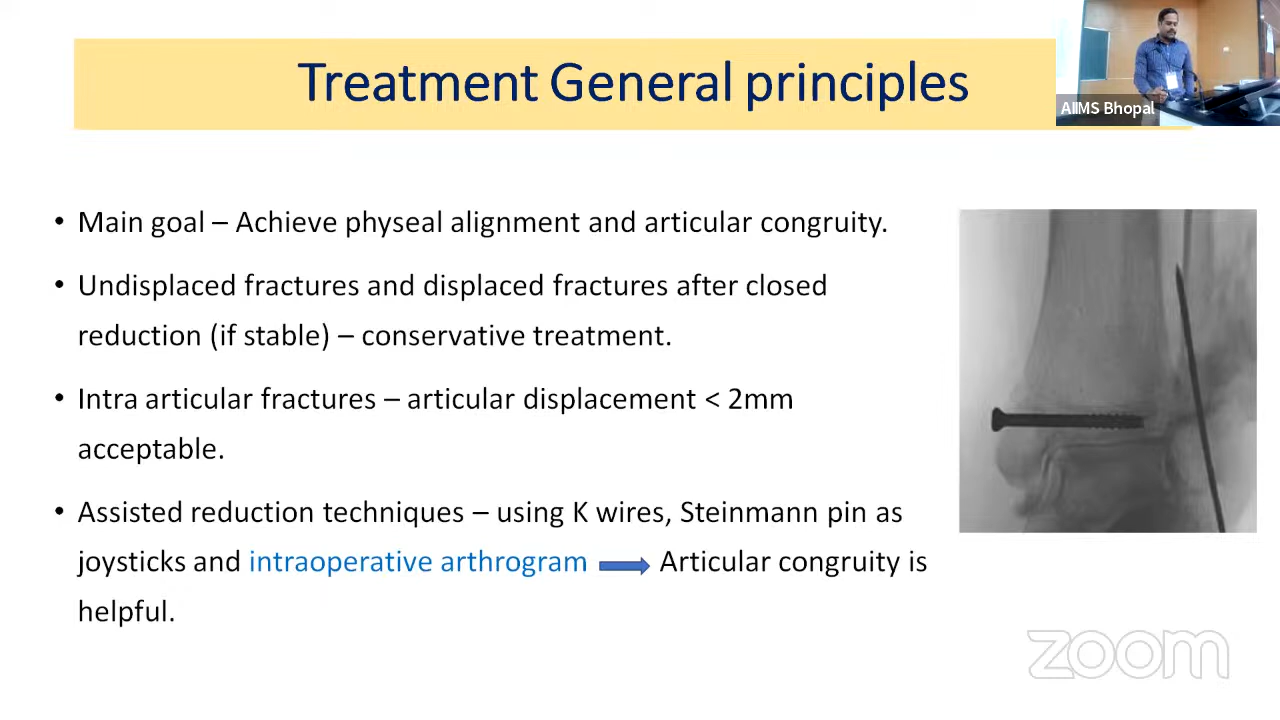 Treatment General principles
AIIMS Bhopal
• Main goal – Achieve physeal alignment and articular congruity.
• Undisplaced fractures and displaced fractures after closed
reduction (if stable) – conservative treatment.
• Intra articular fractures – articular displacement < 2mm
acceptable.
• Assisted reduction techniques – using K wires, Steinmann pin as
joysticks and intraoperative arthrogram Articular congruity is
helpful.
zoom